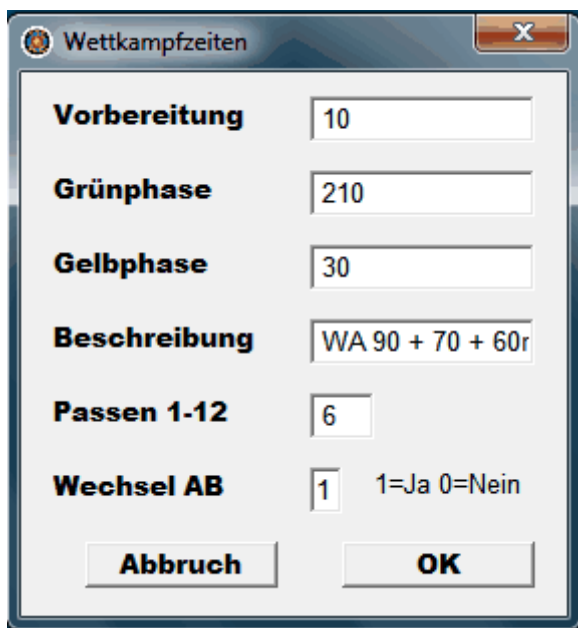 Wettkampfzeiten
Vorbereitung 10
Grünphase 210
Gelbphase 30
Beschreibung WA 90 + 70 + 60
Passen 1-12 6
Wechsel AB 1 1=Ja 0=Nein
Abbruch OK